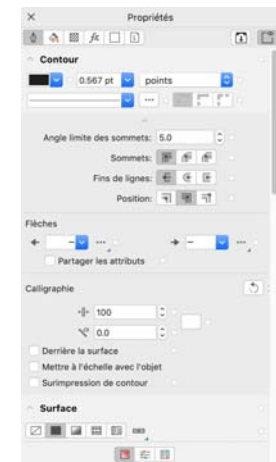 Propriétés
Contour
0.567 pt points
Angle limite des sommets: 5.0
Sommets:
Fins de lignes:
Position:
Flèches
Partager les attributs
Calligraphie
100
0.0
Derrière la surface
Mettre à l'échelle avec l'objet
Surimpression de contour
Surface